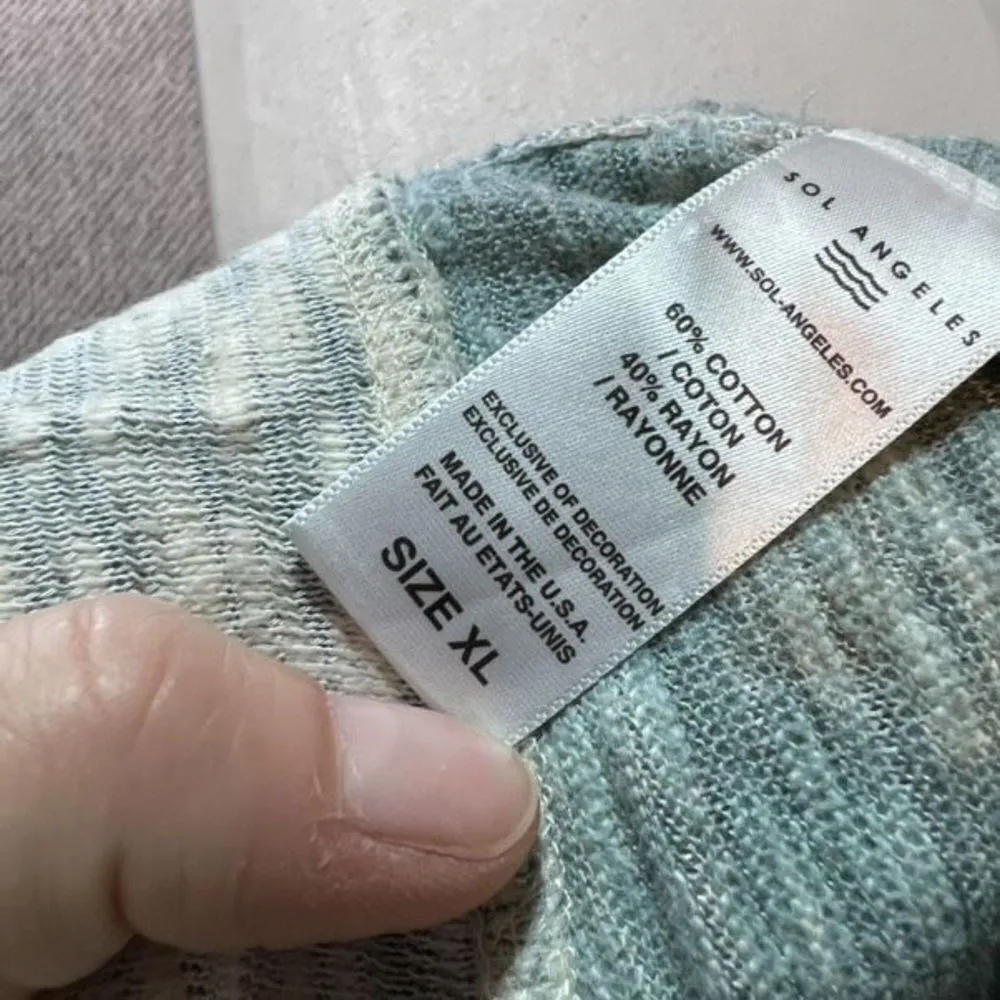 SOL ANGELES
WWW.SOL-ANGELES.COM
60% COTTON
/ COTON
40% RAYON
/ RAYONNE
EXCLUSIVE OF DECORATION
EXCLUSIVE DE DECORATION
MADE IN THE U.S.A.
FAIT AU ETATS-UNIS
SIZE XL